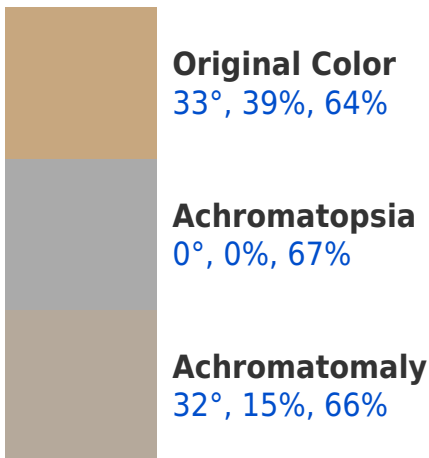 Original Color
33°, 39%, 64%
Achromatopsia
0°, 0%, 67%
Achromatomaly
32°, 15%, 66%